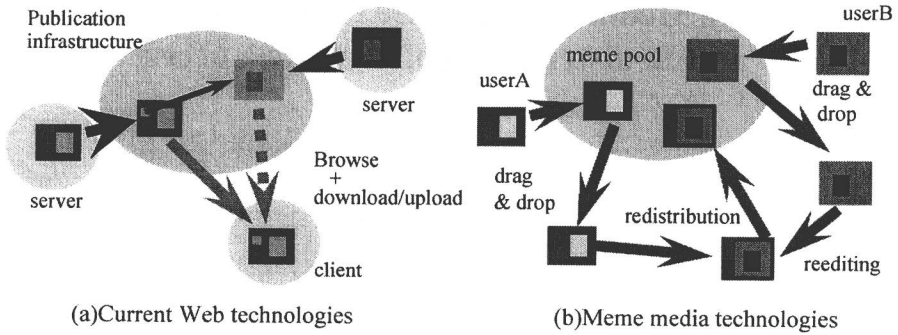 Publication
infrastructure
server
server
Browse
+
download/upload
client
(a)Current Web technologies
userB
meme pool
userA
drag &
drop
drag
& drop
redistribution
reediting
(b)Meme media technologies